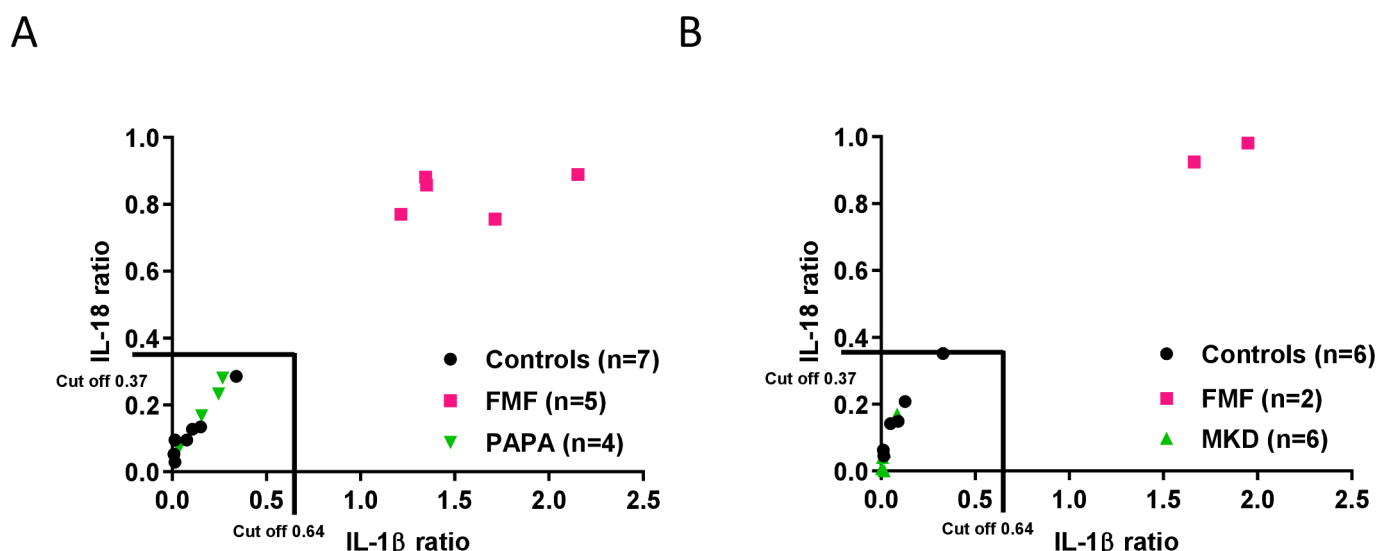 A
IL-18 ratio
1.0
0.8
0.6
0.4
0.2
0.0
Cut off 0.37
Controls (n=7)
FMF (n=5)
PAPA (n=4)
0.0 0.5 1.0 1.5 2.0 2.5
Cut off 0.64
IL-1β ratio
B
IL-18 ratio
1.0
0.8
0.6
0.4
0.2
0.0
Cut off 0.37
Controls (n=6)
FMF (n=2)
MKD (n=6)
0.0 0.5 1.0 1.5 2.0 2.5
Cut off 0.64
IL-1β ratio